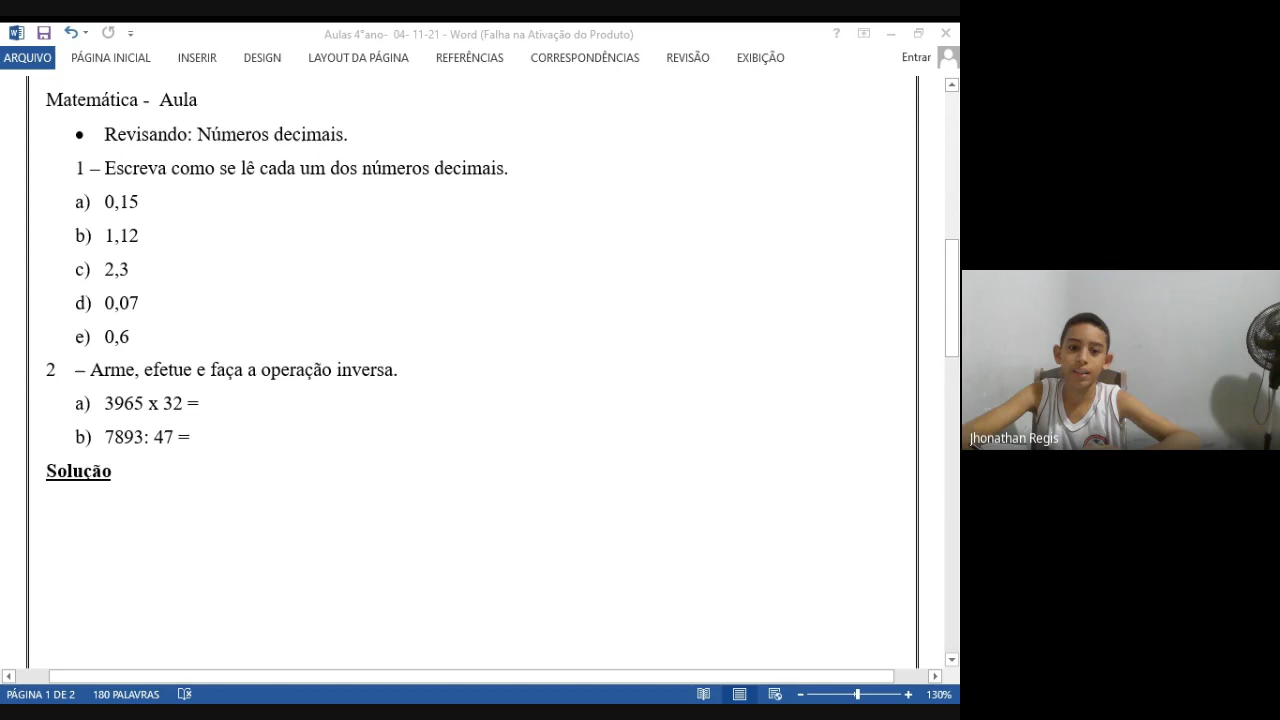 Aulas 4°ano- 04- 11-21 - Word (Falha na Ativação do Produto)
ARQUIVO PÁGINA INICIAL INSERIR DESIGN LAYOUT DA PÁGINA REFERÊNCIAS CORRESPONDÊNCIAS REVISÃO EXIBIÇÃO Entrar
Matemática - Aula
• Revisando: Números decimais.
1 – Escreva como se lê cada um dos números decimais.
a) 0,15
b) 1,12
c) 2,3
d) 0,07
e) 0,6
2 – Arme, efetue e faça a operação inversa.
a) 3965 x 32 =
b) 7893: 47 =
Solução
Jhonathan Regis
PÁGINA 1 DE 2 180 PALAVRAS 130%